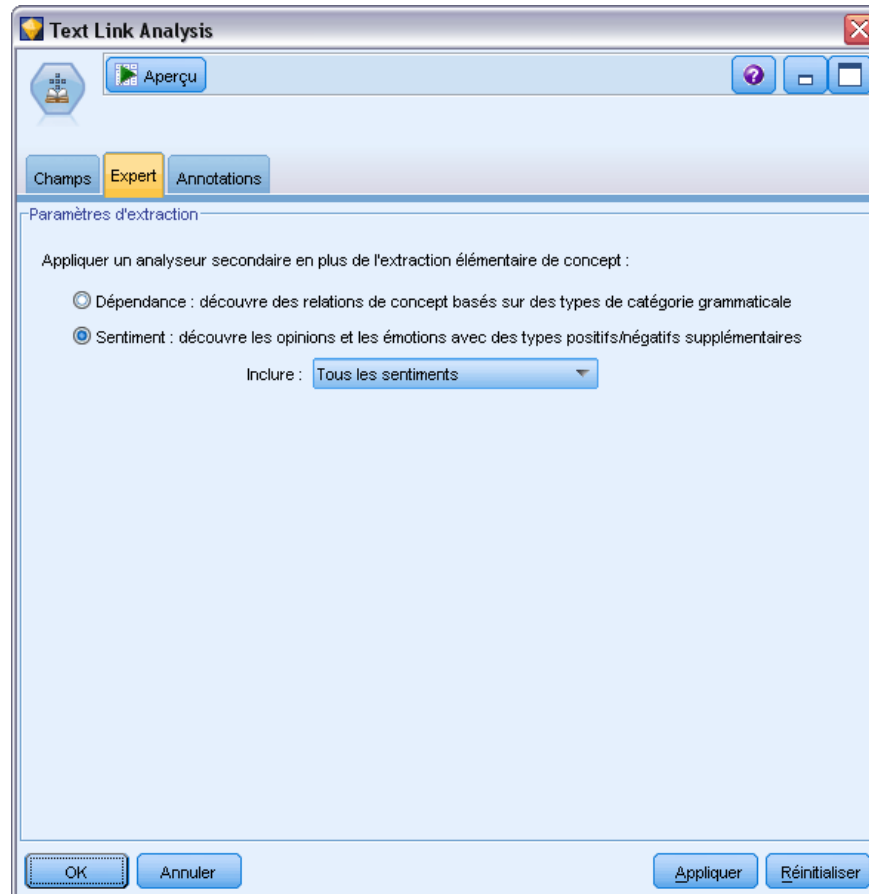 Text Link Analysis
Aperçu
Champs Expert Annotations
Paramètres d'extraction
Appliquer un analyseur secondaire en plus de l'extraction élémentaire de concept :
Dépendance : découvre des relations de concept basés sur des types de catégorie grammaticale
Sentiment : découvre les opinions et les émotions avec des types positifs/négatifs supplémentaires
Inclure : Tous les sentiments
OK Annuler Appliquer Réinitialiser